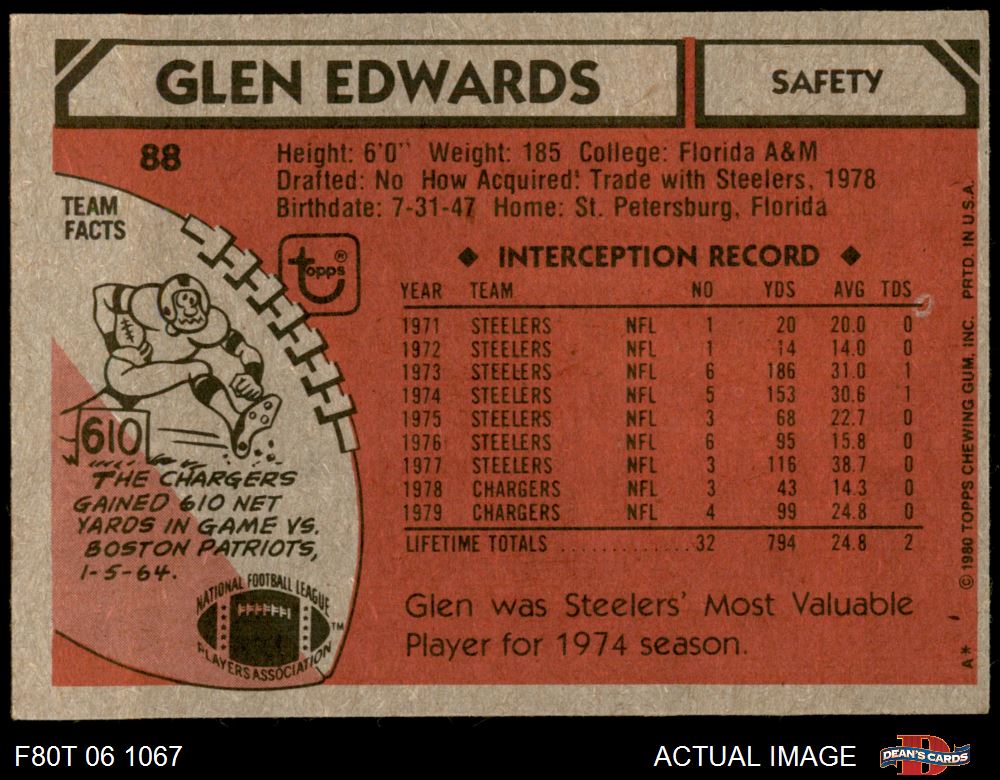 GLEN EDWARDS
SAFETY
88
Height: 6'0" Weight: 185 College: Florida A&M
Drafted: No How Acquired: Trade with Steelers, 1978
Birthdate: 7-31-47 Home: St. Petersburg, Florida
TEAM
FACTS
topps®
◆ INTERCEPTION RECORD ◆
YEAR TEAM NO YDS AVG TDS
1971 STEELERS NFL 1 20 20.0 0
1972 STEELERS NFL 1 14 14.0 0
1973 STEELERS NFL 6 186 31.0 1
1974 STEELERS NFL 5 153 30.6 1
1975 STEELERS NFL 3 68 22.7 0
1976 STEELERS NFL 6 95 15.8 0
1977 STEELERS NFL 3 116 38.7 0
1978 CHARGERS NFL 3 43 14.3 0
1979 CHARGERS NFL 4 99 24.8 0
LIFETIME TOTALS .............. 32 794 24.8 2
Glen was Steelers' Most Valuable
Player for 1974 season.
610
THE CHARGERS
GAINED 610 NET
YARDS IN GAME VS.
BOSTON PATRIOTS,
1-5-64.
NATIONAL FOOTBALL LEAGUE
PLAYERS ASSOCIATION
TM
A* © 1980 TOPPS CHEWING GUM, INC. PRTD. IN U.S.A.
F80T 06 1067
ACTUAL IMAGE
DEAN'S CARDS